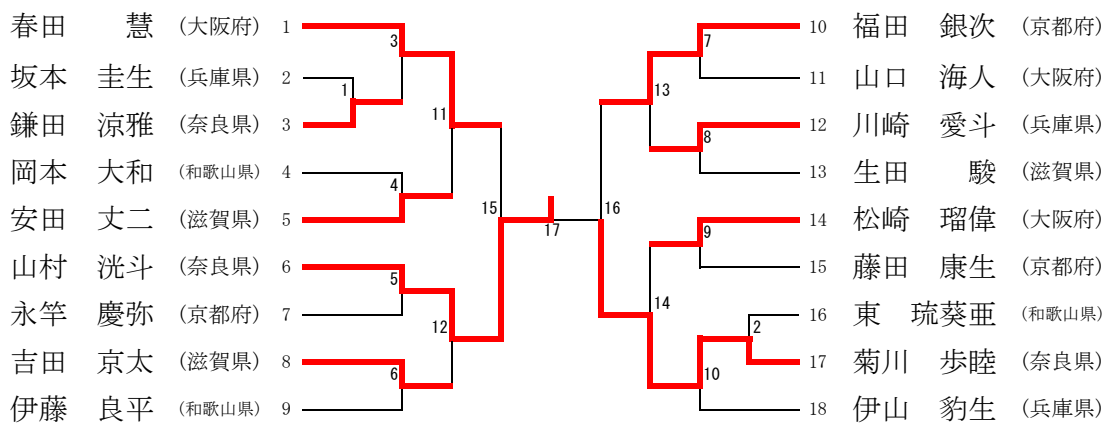 春田 慧 (大阪府) 1
坂本 圭生 (兵庫県) 2
鎌田 涼雅 (奈良県) 3
岡本 大和 (和歌山県) 4
安田 丈二 (滋賀県) 5
山村 洸斗 (奈良県) 6
永竿 慶弥 (京都府) 7
吉田 京太 (滋賀県) 8
伊藤 良平 (和歌山県) 9
3
1
11
4
15
5
12
6
17
7
13
8
16
9
14
2
10
10 福田 銀次 (京都府)
11 山口 海人 (大阪府)
12 川崎 愛斗 (兵庫県)
13 生田 駿 (滋賀県)
14 松崎 瑠偉 (大阪府)
15 藤田 康生 (京都府)
16 東 琉葵亜 (和歌山県)
17 菊川 歩睦 (奈良県)
18 伊山 豹生 (兵庫県)